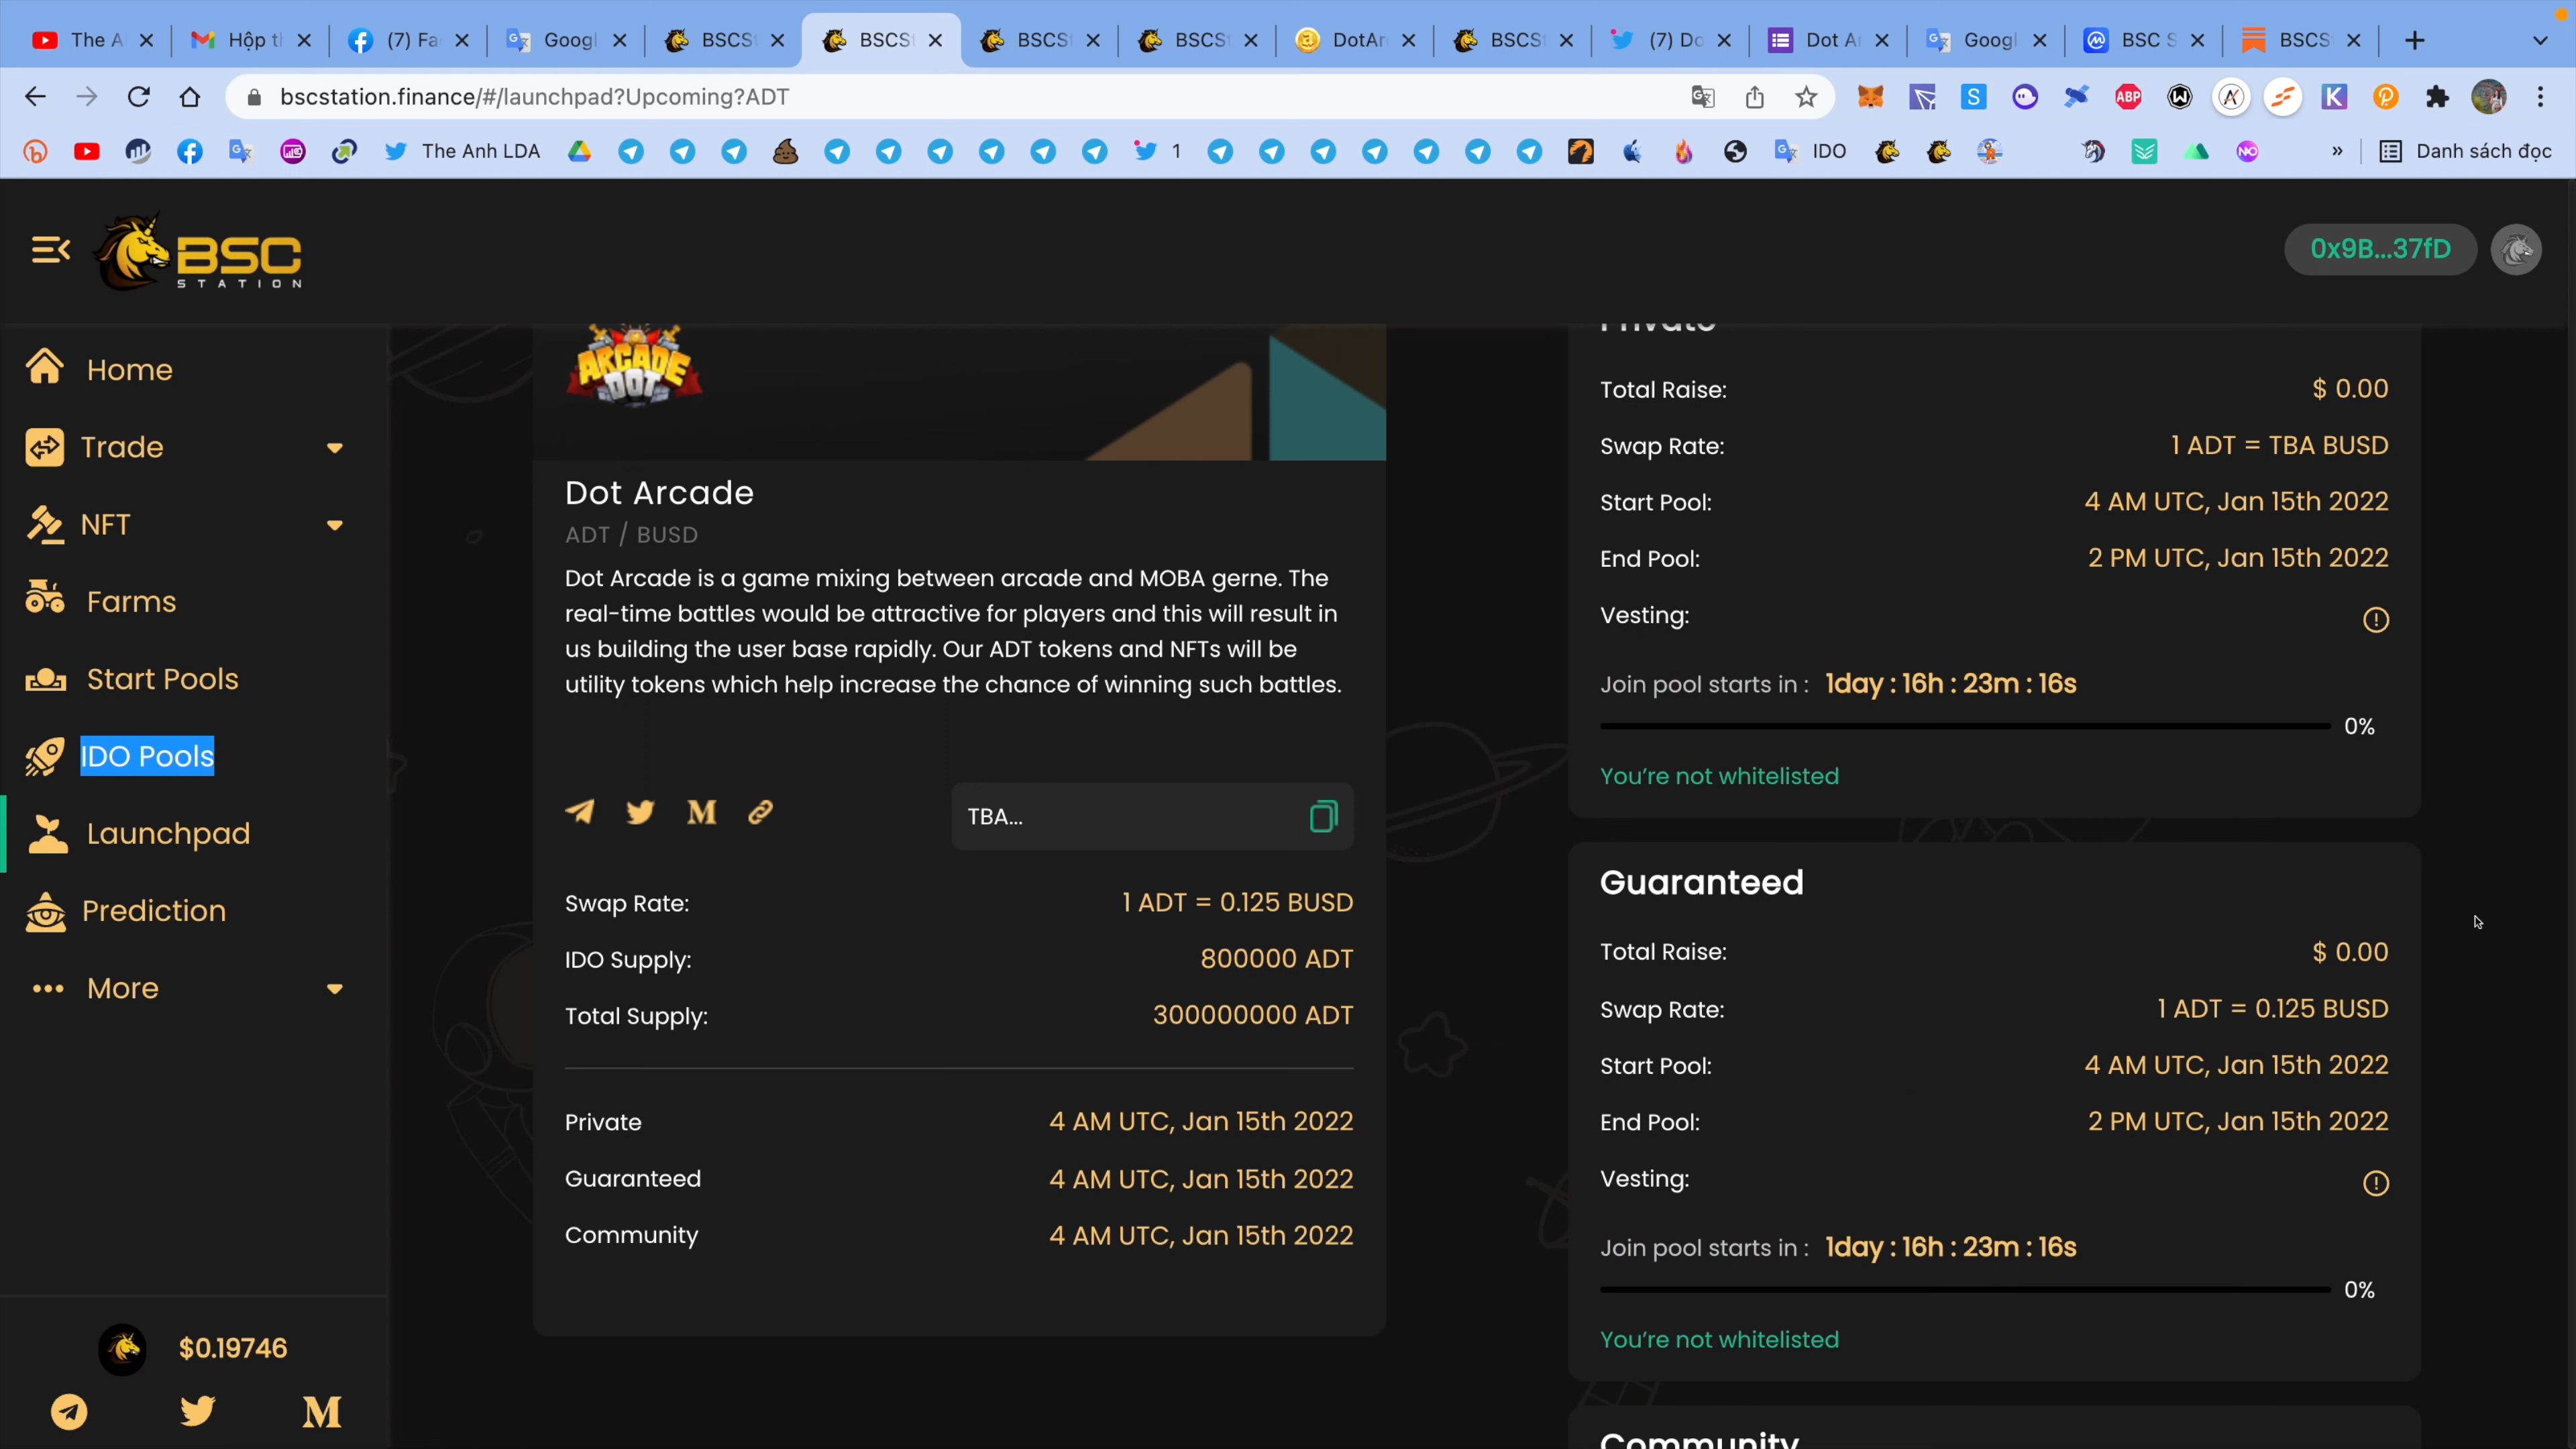 The A
Hộp t
(7) Fa
Googl
BSCS
BSCS
BSCS
BSCS
DotAr
BSCS
(7) Do
Dot A
Googl
BSC S
BSCS
bscstation.finance/#/launchpad?Upcoming?ADT
The Anh LDA
1
IDO
Danh sách đọc
BSC
STATION
0x9B...37fD
Home
Trade
NFT
Farms
Start Pools
IDO Pools
Launchpad
Prediction
More
$0.19746
ARCADE
DOT
Dot Arcade
ADT / BUSD
Dot Arcade is a game mixing between arcade and MOBA gerne. The
real-time battles would be attractive for players and this will result in
us building the user base rapidly. Our ADT tokens and NFTs will be
utility tokens which help increase the chance of winning such battles.
TBA...
Swap Rate: 1 ADT = 0.125 BUSD
IDO Supply: 800000 ADT
Total Supply: 300000000 ADT
Private 4 AM UTC, Jan 15th 2022
Guaranteed 4 AM UTC, Jan 15th 2022
Community 4 AM UTC, Jan 15th 2022
Private
Total Raise: $ 0.00
Swap Rate: 1 ADT = TBA BUSD
Start Pool: 4 AM UTC, Jan 15th 2022
End Pool: 2 PM UTC, Jan 15th 2022
Vesting:
Join pool starts in : 1day : 16h : 23m : 16s
0%
You're not whitelisted
Guaranteed
Total Raise: $ 0.00
Swap Rate: 1 ADT = 0.125 BUSD
Start Pool: 4 AM UTC, Jan 15th 2022
End Pool: 2 PM UTC, Jan 15th 2022
Vesting:
Join pool starts in : 1day : 16h : 23m : 16s
0%
You're not whitelisted
Community